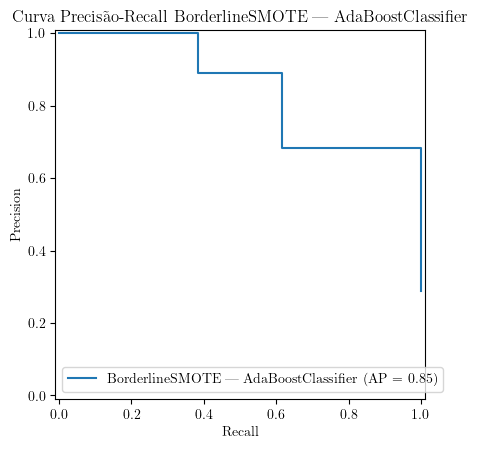 Curva Precisão-Recall BorderlineSMOTE — AdaBoostClassifier
1.0
0.8
0.6
0.4
0.2
0.0
Precision
BorderlineSMOTE — AdaBoostClassifier (AP = 0.85)
0.0 0.2 0.4 0.6 0.8 1.0
Recall